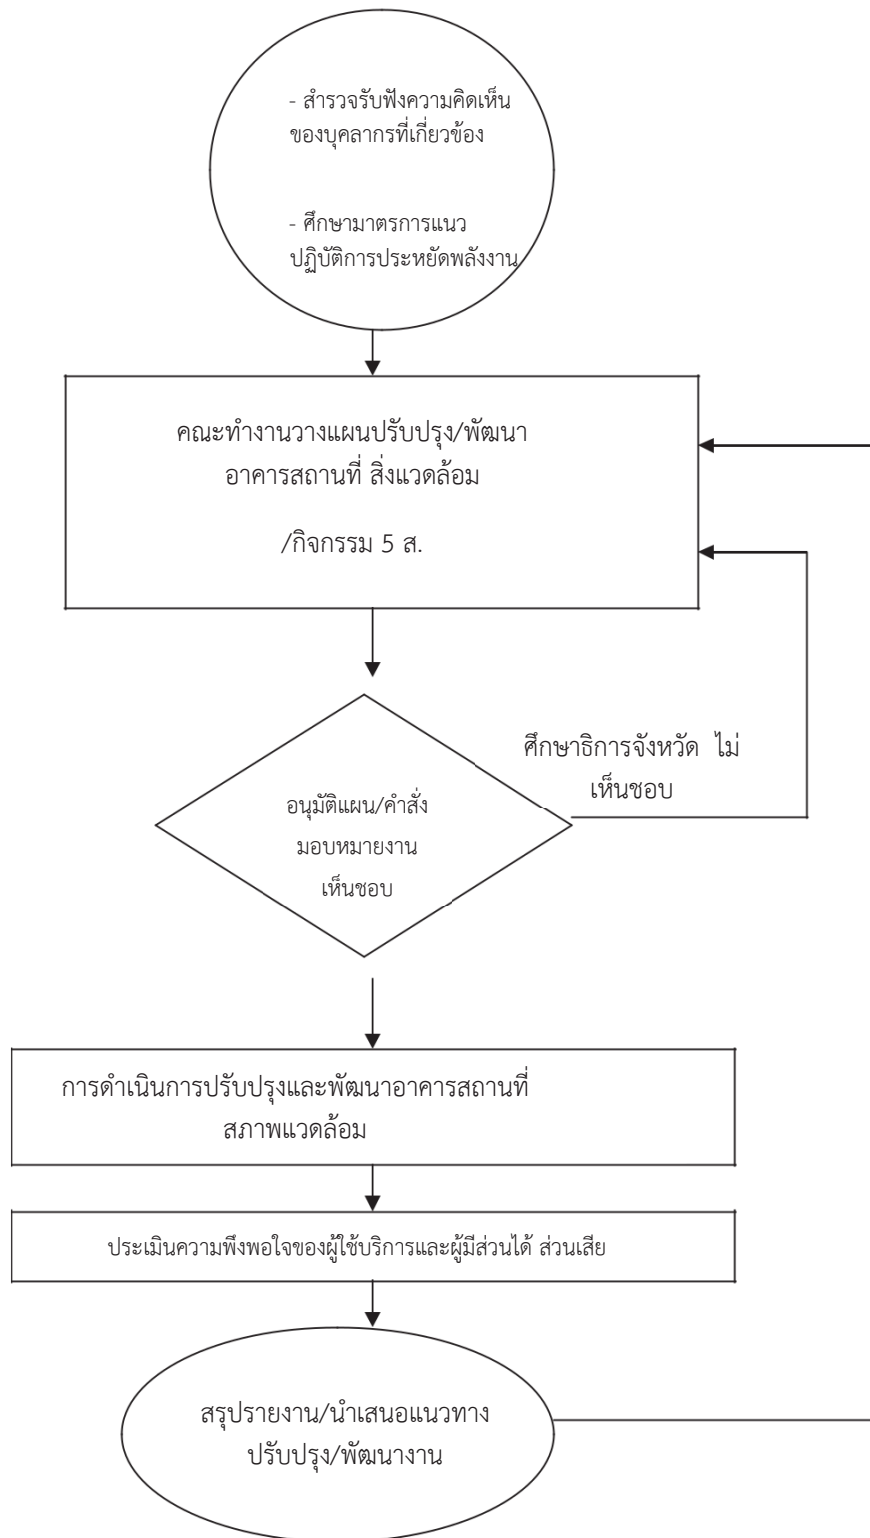 - สำรวจรับฟังความคิดเห็น
ของบุคลากรที่เกี่ยวข้อง
- ศึกษามาตรการแนว
ปฏิบัติการประหยัดพลังงาน
คณะทำงานวางแผนปรับปรุง/พัฒนา
อาคารสถานที่ สิ่งแวดล้อม
/กิจกรรม 5 ส.
ศึกษาธิการจังหวัด ไม่
เห็นชอบ
อนุมัติแผน/คำสั่ง
มอบหมายงาน
เห็นชอบ
การดำเนินการปรับปรุงและพัฒนาอาคารสถานที่
สภาพแวดล้อม
ประเมินความพึงพอใจของผู้ใช้บริการและผู้มีส่วนได้ ส่วนเสีย
สรุปรายงาน/นำเสนอแนวทาง
ปรับปรุง/พัฒนางาน